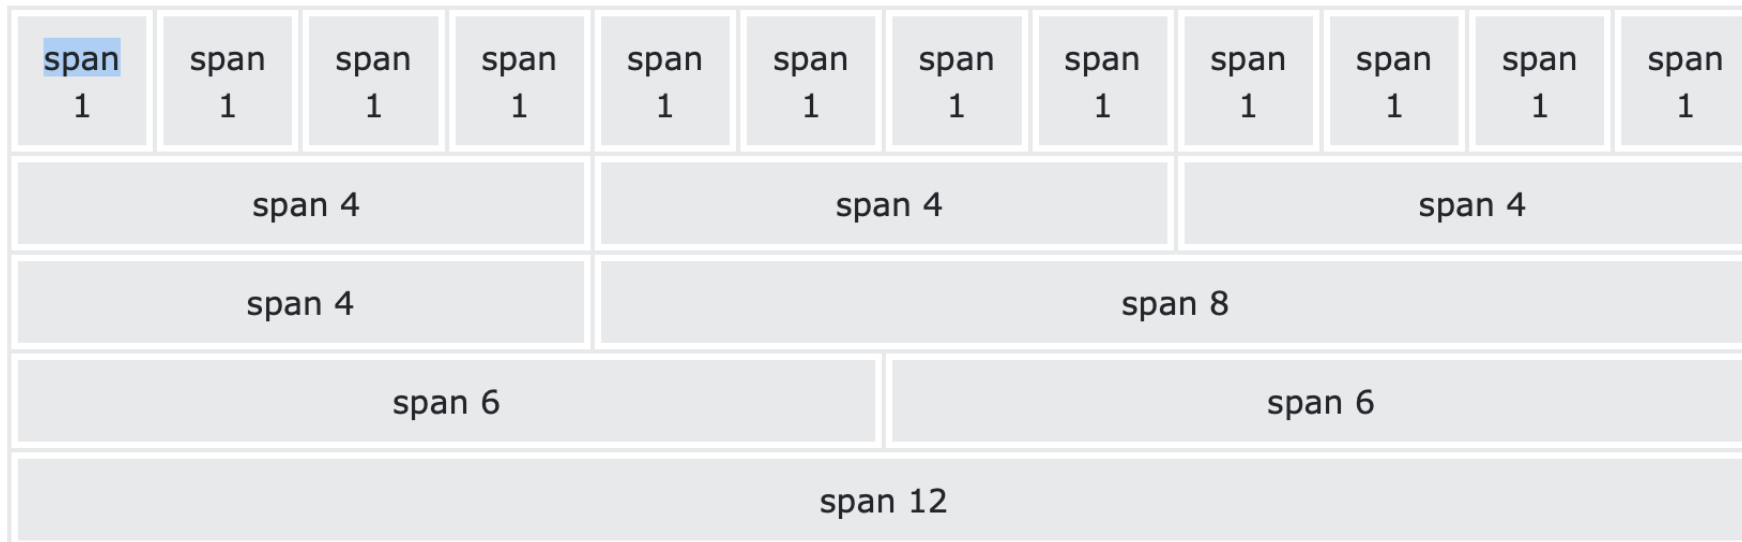 span span span span span span span span span span span span
1 1 1 1 1 1 1 1 1 1 1 1
span 4 span 4 span 4
span 4 span 8
span 6 span 6
span 12